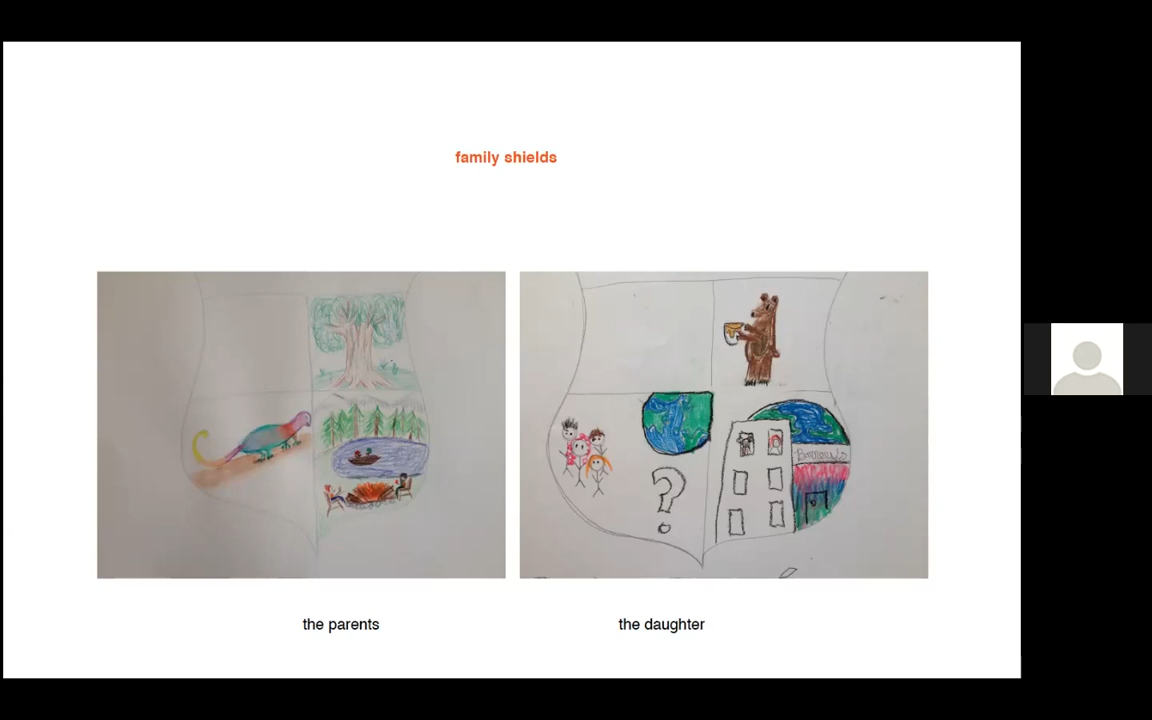 family shields
?
the parents
the daughter